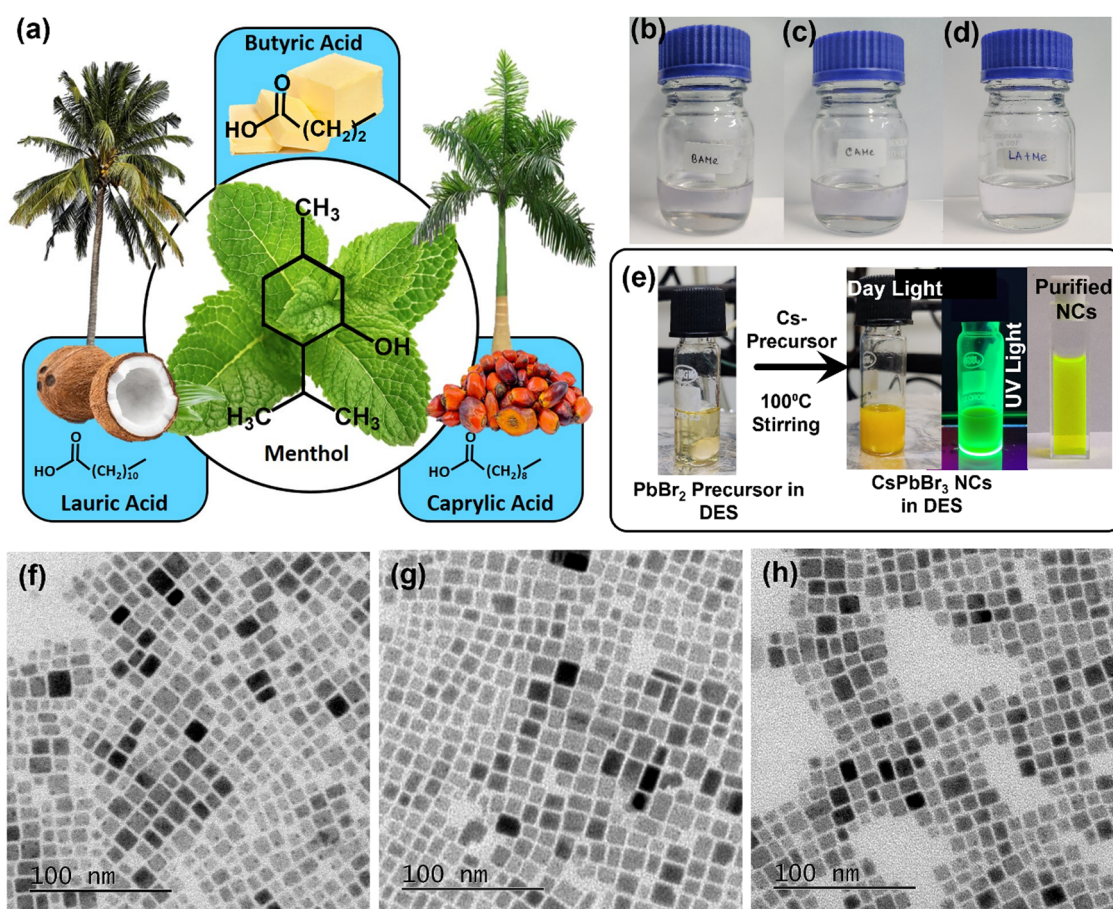 (a)
Butyric Acid
O
HO
(CH₂)₂
CH₃
OH
H₃C
CH₃
Menthol
O
HO
(CH₂)₁₀
Lauric Acid
O
HO
(CH₂)₈
Caprylic Acid
(b)
(c)
(d)
BAMe
CAMe
LA+Me
(e)
Cs-
Precursor
100⁰C
Stirring
Day Light
UV Light
Purified
NCs
PbBr₂ Precursor in
DES
CsPbBr₃ NCs
in DES
(f)
100 nm
(g)
100 nm
(h)
100 nm